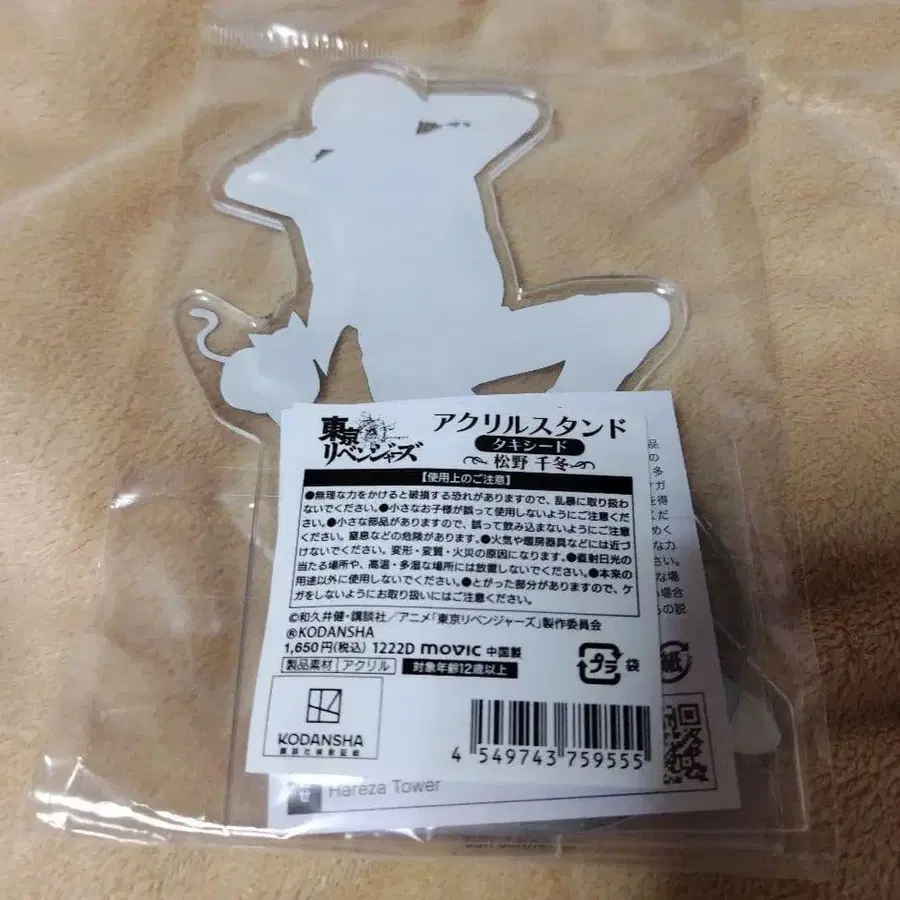 東京
リベンジャーズ
アクリルスタンド
タキシード
松野 千冬
【使用上のご注意】
●無理な力をかけると破損する恐れがありますので、乱暴に取り扱わ
ないでください。●小さなお子様が誤って使用しないようにご注意くだ
さい。●小さな部品がありますので、誤って飲み込まないようにご注意
ください。窒息などの危険があります。●火気や暖房器具などには近づ
けないでください。変形・変質・火災の原因になります。●直射日光の
当たる場所や、高温・多湿な場所には放置しないでください。●本来の
用途以外に使用しないでください。●とがった部分がありますので、ケ
ガをしないようにお取り扱いにはご注意ください。
©和久井健・講談社/アニメ「東京リベンジャーズ」製作委員会
®KODANSHA
1,650円(税込) 1222D movic 中国製
製品素材 アクリル 対象年齢12歳以上
プラ 袋
紙
KODANSHA
4 549743 759555
Hareza Tower